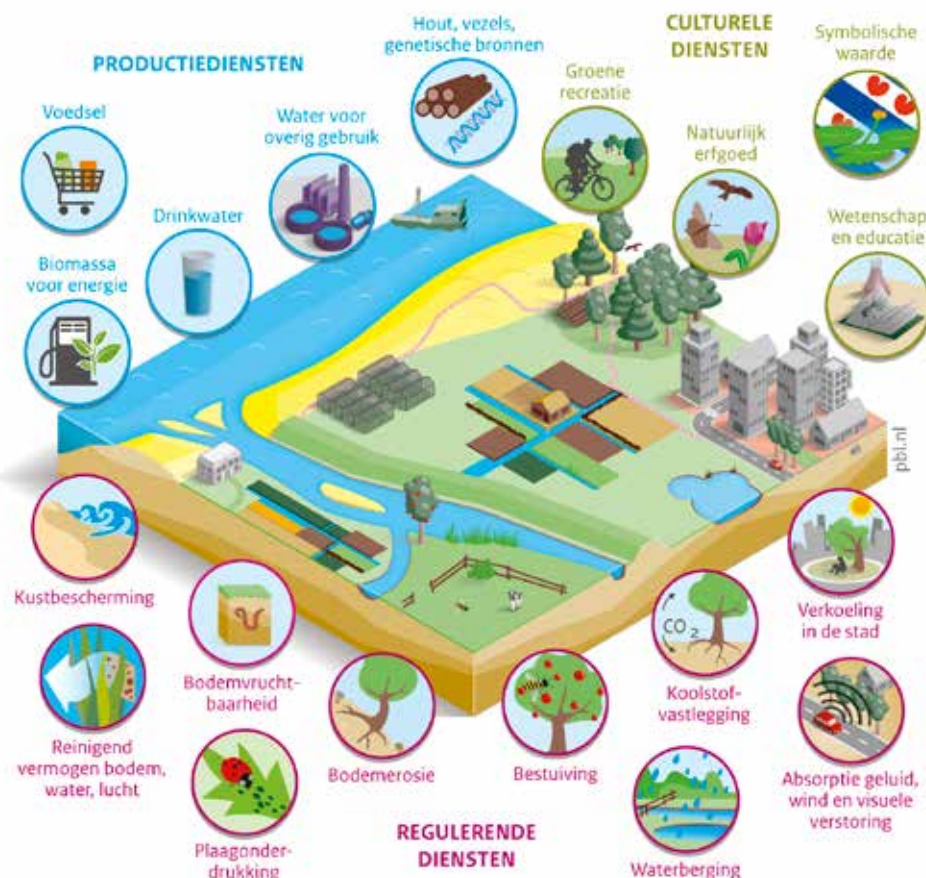 PRODUCTIEDIENSTEN
Voedsel
Biomassa
voor energie
Drinkwater
Water voor
overig gebruik
Hout, vezels,
genetische bronnen
CULTURELE
DIENSTEN
Groene
recreatie
Natuurlijk
erfgoed
Symbolische
waarde
Wetenschap
en educatie
pbl.nl
Kustbescherming
Reinigend
vermogen bodem,
water, lucht
Bodemvrucht-
baarheid
Plaagonder-
drukking
Bodemerosie
REGULERENDE
DIENSTEN
Bestuiving
CO2
Koolstof-
vastlegging
Waterberging
Verkoeling
in de stad
Absorptie geluid,
wind en visuele
verstoring